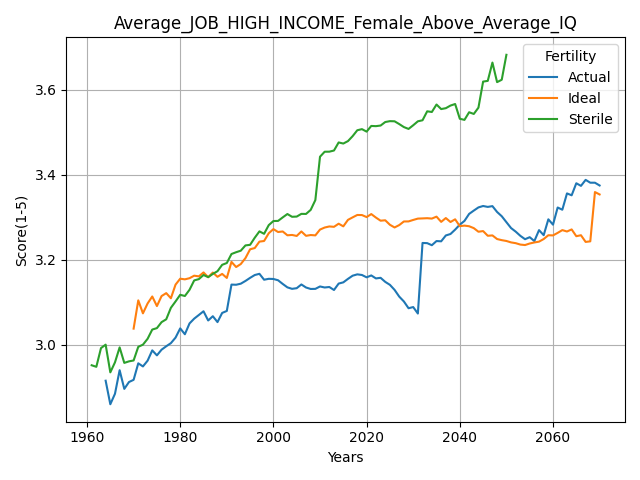 Average_JOB_HIGH_INCOME_Female_Above_Average_IQ
Fertility
Actual
Ideal
Sterile
Score(1-5)
3.6
3.4
3.2
3.0
1960 1980 2000 2020 2040 2060
Years